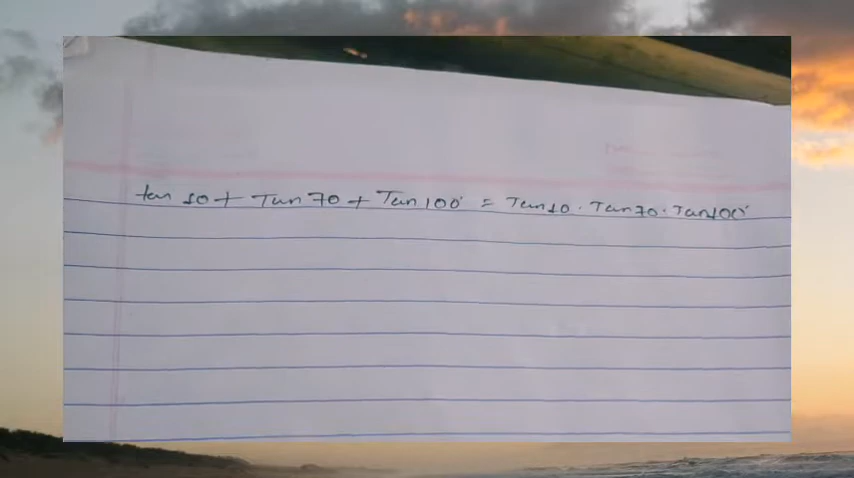 tan 10 + Tan 70 + Tan 100° = Tan 10 . Tan 70 . Tan 100°